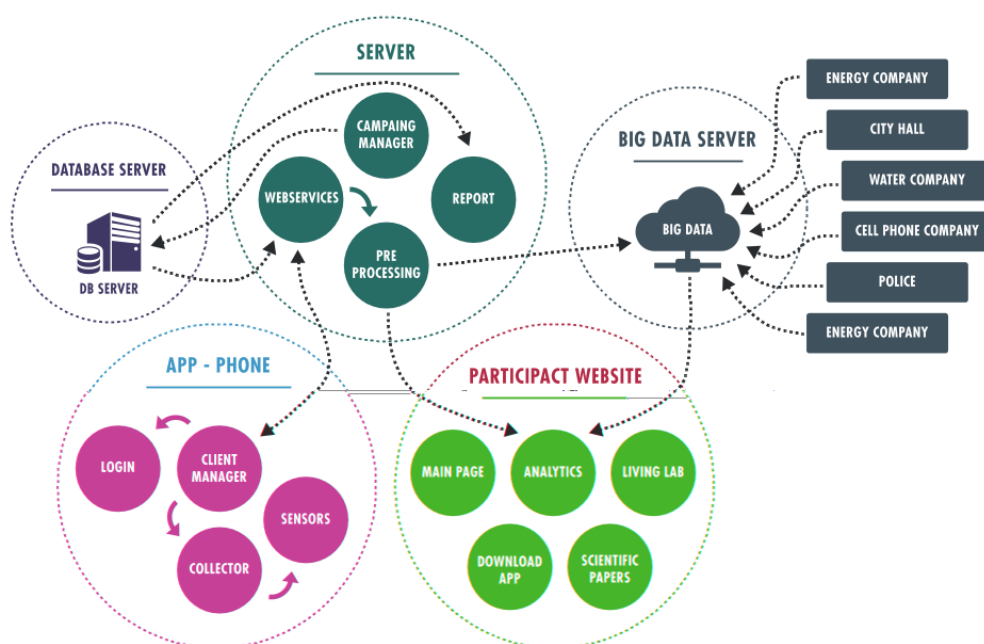 SERVER
CAMPAING
MANAGER
WEBSERVICES
REPORT
PRE
PROCESSING
DATABASE SERVER
DB SERVER
BIG DATA SERVER
BIG DATA
ENERGY COMPANY
CITY HALL
WATER COMPANY
CELL PHONE COMPANY
POLICE
ENERGY COMPANY
APP - PHONE
LOGIN
CLIENT
MANAGER
SENSORS
COLLECTOR
PARTICIPACT WEBSITE
MAIN PAGE
ANALYTICS
LIVING LAB
DOWNLOAD
APP
SCIENTIFIC
PAPERS